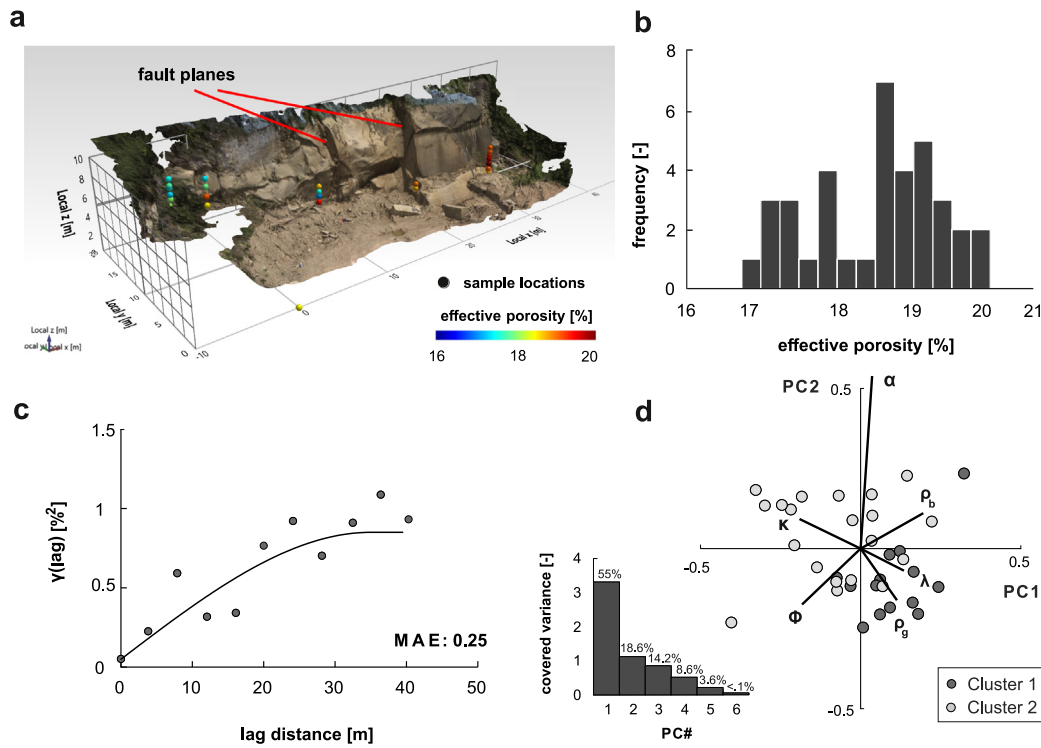 a
fault planes
10
8
6
4
2
Local z [m]
20
15
10
5
0
Local y [m]
-10
0
10
20
30
40
Local x [m]
Local z [m]
ocal y
ocal x [m]
sample locations
effective porosity [%]
16
18
20
b
8
6
4
2
0
frequency [-]
16
17
18
19
20
21
effective porosity [%]
c
1.5
1
0.5
0
γ(lag) [%²]
MAE: 0.25
0
10
20
30
40
50
lag distance [m]
d
PC2
0.5
α
ρb
κ
-0.5
0.5
λ
PC1
Φ
ρg
-0.5
4
3
2
1
0
covered variance [-]
55%
18.6%
14.2%
8.6%
3.6%
<.1%
1 2 3 4 5 6
PC#
Cluster 1
Cluster 2